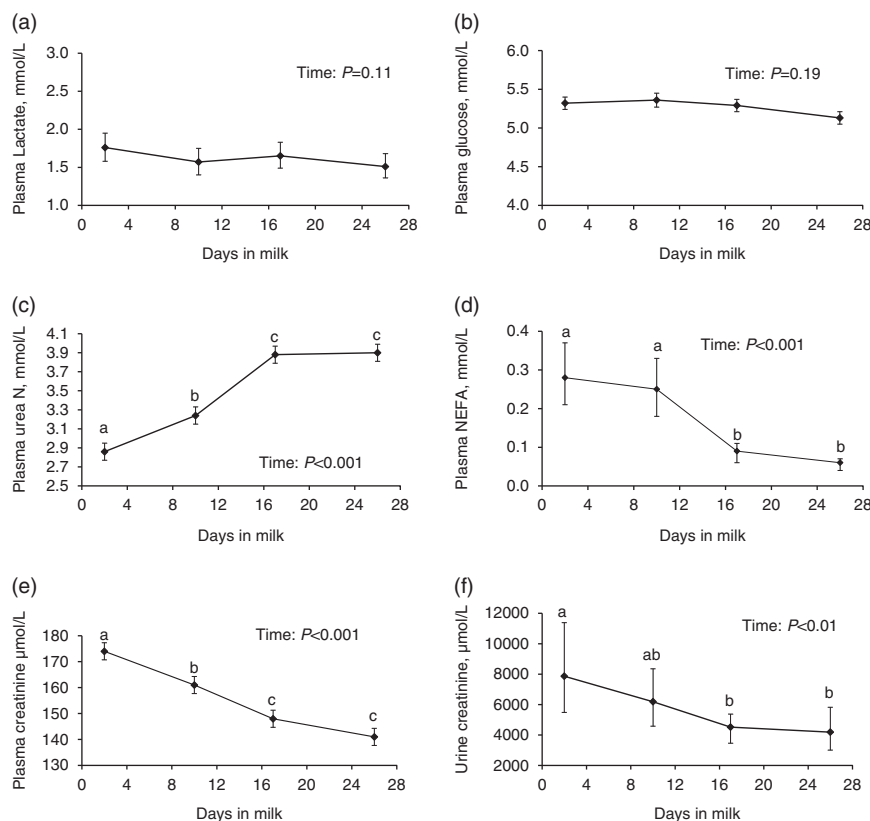 (a)
3.0
2.5
2.0
1.5
1.0
Plasma Lactate, mmol/L
Time: P=0.11
0 4 8 12 16 20 24 28
Days in milk
(b)
6.0
5.5
5.0
4.5
4.0
Plasma glucose, mmol/L
Time: P=0.19
0 4 8 12 16 20 24 28
Days in milk
(c)
4.1
3.9
3.7
3.5
3.3
3.1
2.9
2.7
2.5
Plasma urea N, mmol/L
a
b
c
c
Time: P<0.001
0 4 8 12 16 20 24 28
Days in milk
(d)
0.4
0.3
0.2
0.1
0.0
Plasma NEFA, mmol/L
a
a
b
b
Time: P<0.001
0 4 8 12 16 20 24 28
Days in milk
(e)
180
170
160
150
140
130
Plasma creatinine µmol/L
a
b
c
c
Time: P<0.001
0 4 8 12 16 20 24 28
Days in milk
(f)
12000
10000
8000
6000
4000
2000
Urine creatinine, µmol/L
a
ab
b
b
Time: P<0.01
0 4 8 12 16 20 24 28
Days in milk